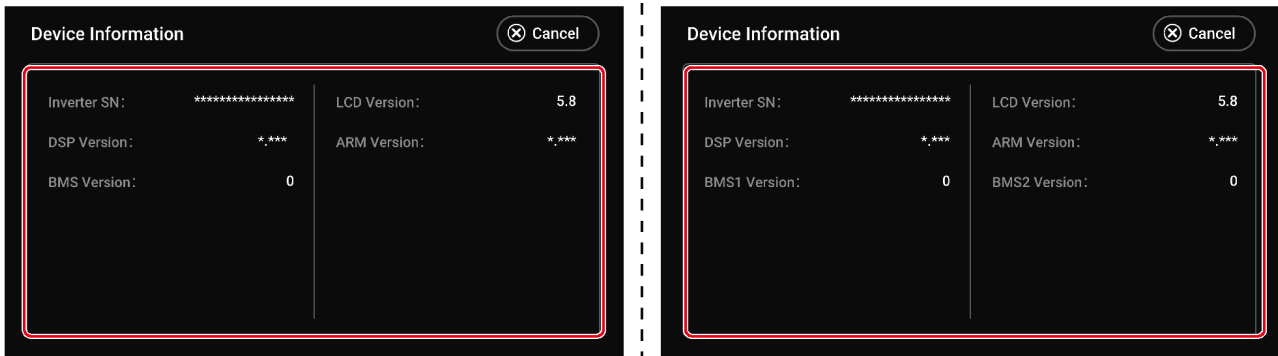 Device Information
Cancel
Inverter SN: ****************
LCD Version: 5.8
DSP Version: *.***
ARM Version: *.***
BMS Version: 0
Device Information
Cancel
Inverter SN: ****************
LCD Version: 5.8
DSP Version: *.***
ARM Version: *.***
BMS1 Version: 0
BMS2 Version: 0